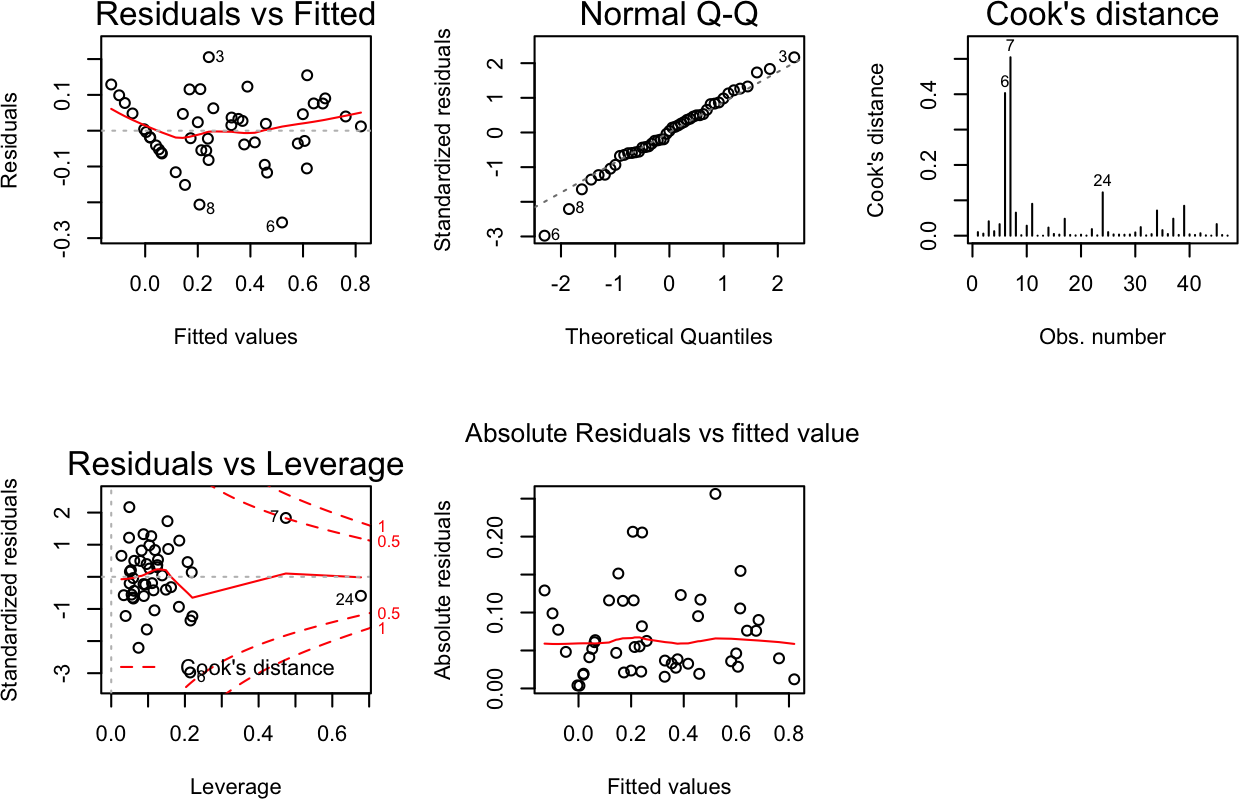 Residuals vs Fitted
Residuals
0.1
-0.1
-0.3
3
8
6
0.0 0.2 0.4 0.6 0.8
Fitted values
Normal Q-Q
Standardized residuals
2
1
0
-1
-3
3
8
6
-2 -1 0 1 2
Theoretical Quantiles
Cook's distance
Cook's distance
0.4
0.2
0.0
7
6
24
0 10 20 30 40
Obs. number
Residuals vs Leverage
Standardized residuals
2
1
-1
-3
7
24
6
1
0.5
0.5
1
Cook's distance
0.0 0.2 0.4 0.6
Leverage
Absolute Residuals vs fitted value
Absolute residuals
0.20
0.10
0.00
0.0 0.2 0.4 0.6 0.8
Fitted values